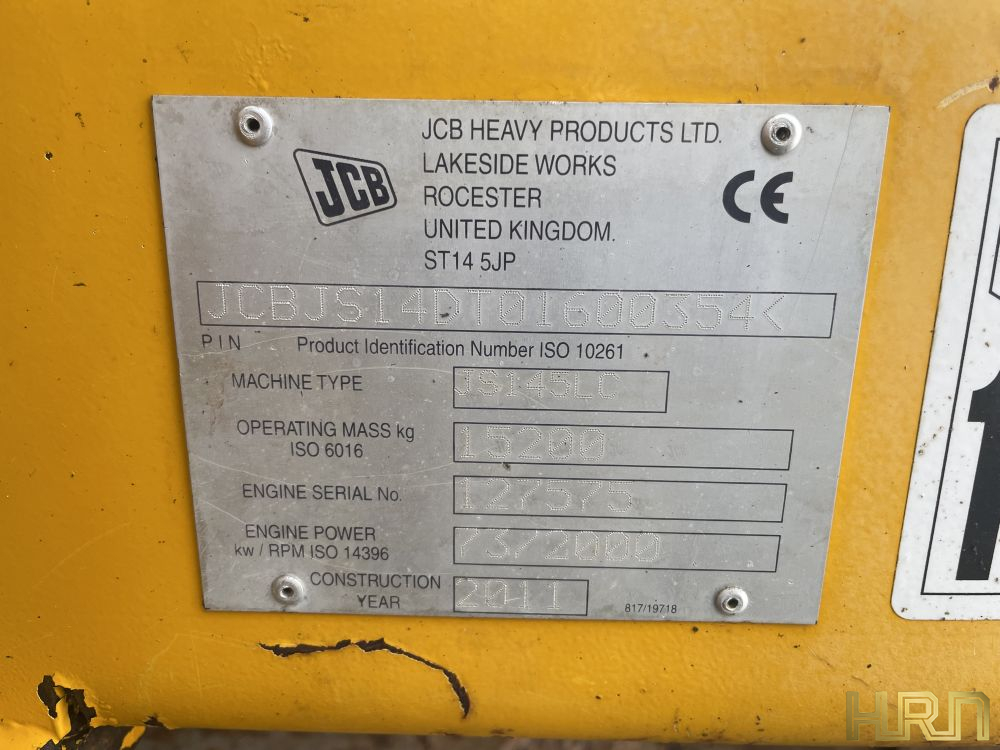 JCB HEAVY PRODUCTS LTD.
JCB
LAKESIDE WORKS
ROCESTER
CE
UNITED KINGDOM.
ST14 5JP
JCBJS14DT01600354<
PIN Product Identification Number ISO 10261
MACHINE TYPE JS145LC
OPERATING MASS kg
ISO 6016
15200
ENGINE SERIAL No. 127575
ENGINE POWER
kw / RPM ISO 14396
73/2000
CONSTRUCTION
YEAR
2011
817/19718
HRN